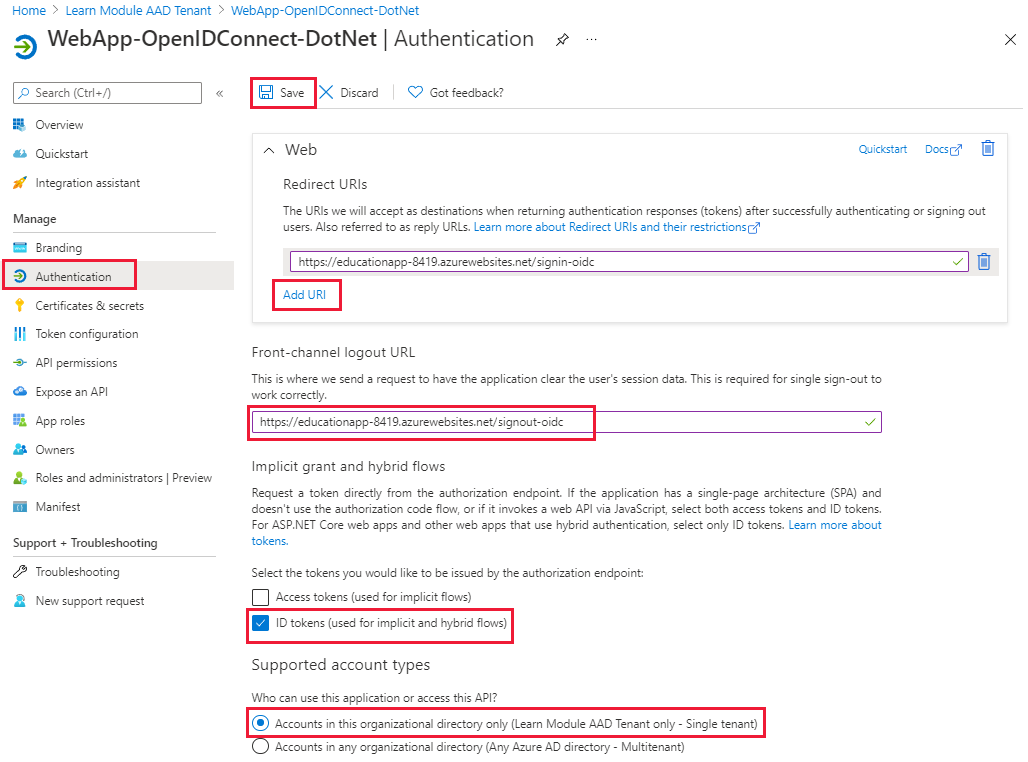 Home > Learn Module AAD Tenant > WebApp-OpenIDConnect-DotNet
WebApp-OpenIDConnect-DotNet | Authentication ...
Search (Ctrl+/) «
Overview
Quickstart
Integration assistant
Manage
Branding
Authentication
Certificates & secrets
Token configuration
API permissions
Expose an API
App roles
Owners
Roles and administrators | Preview
Manifest
Support + Troubleshooting
Troubleshooting
New support request
Save Discard Got feedback?
Web Quickstart Docs
Redirect URIs
The URIs we will accept as destinations when returning authentication responses (tokens) after successfully authenticating or signing out
users. Also referred to as reply URLs. Learn more about Redirect URIs and their restrictions
https://educationapp-8419.azurewebsites.net/signin-oidc
Add URI
Front-channel logout URL
This is where we send a request to have the application clear the user's session data. This is required for single sign-out to
work correctly.
https://educationapp-8419.azurewebsites.net/signout-oidc
Implicit grant and hybrid flows
Request a token directly from the authorization endpoint. If the application has a single-page architecture (SPA) and
doesn't use the authorization code flow, or if it invokes a web API via JavaScript, select both access tokens and ID tokens.
For ASP.NET Core web apps and other web apps that use hybrid authentication, select only ID tokens. Learn more about
tokens.
Select the tokens you would like to be issued by the authorization endpoint:
Access tokens (used for implicit flows)
ID tokens (used for implicit and hybrid flows)
Supported account types
Who can use this application or access this API?
Accounts in this organizational directory only (Learn Module AAD Tenant only - Single tenant)
Accounts in any organizational directory (Any Azure AD directory - Multitenant)